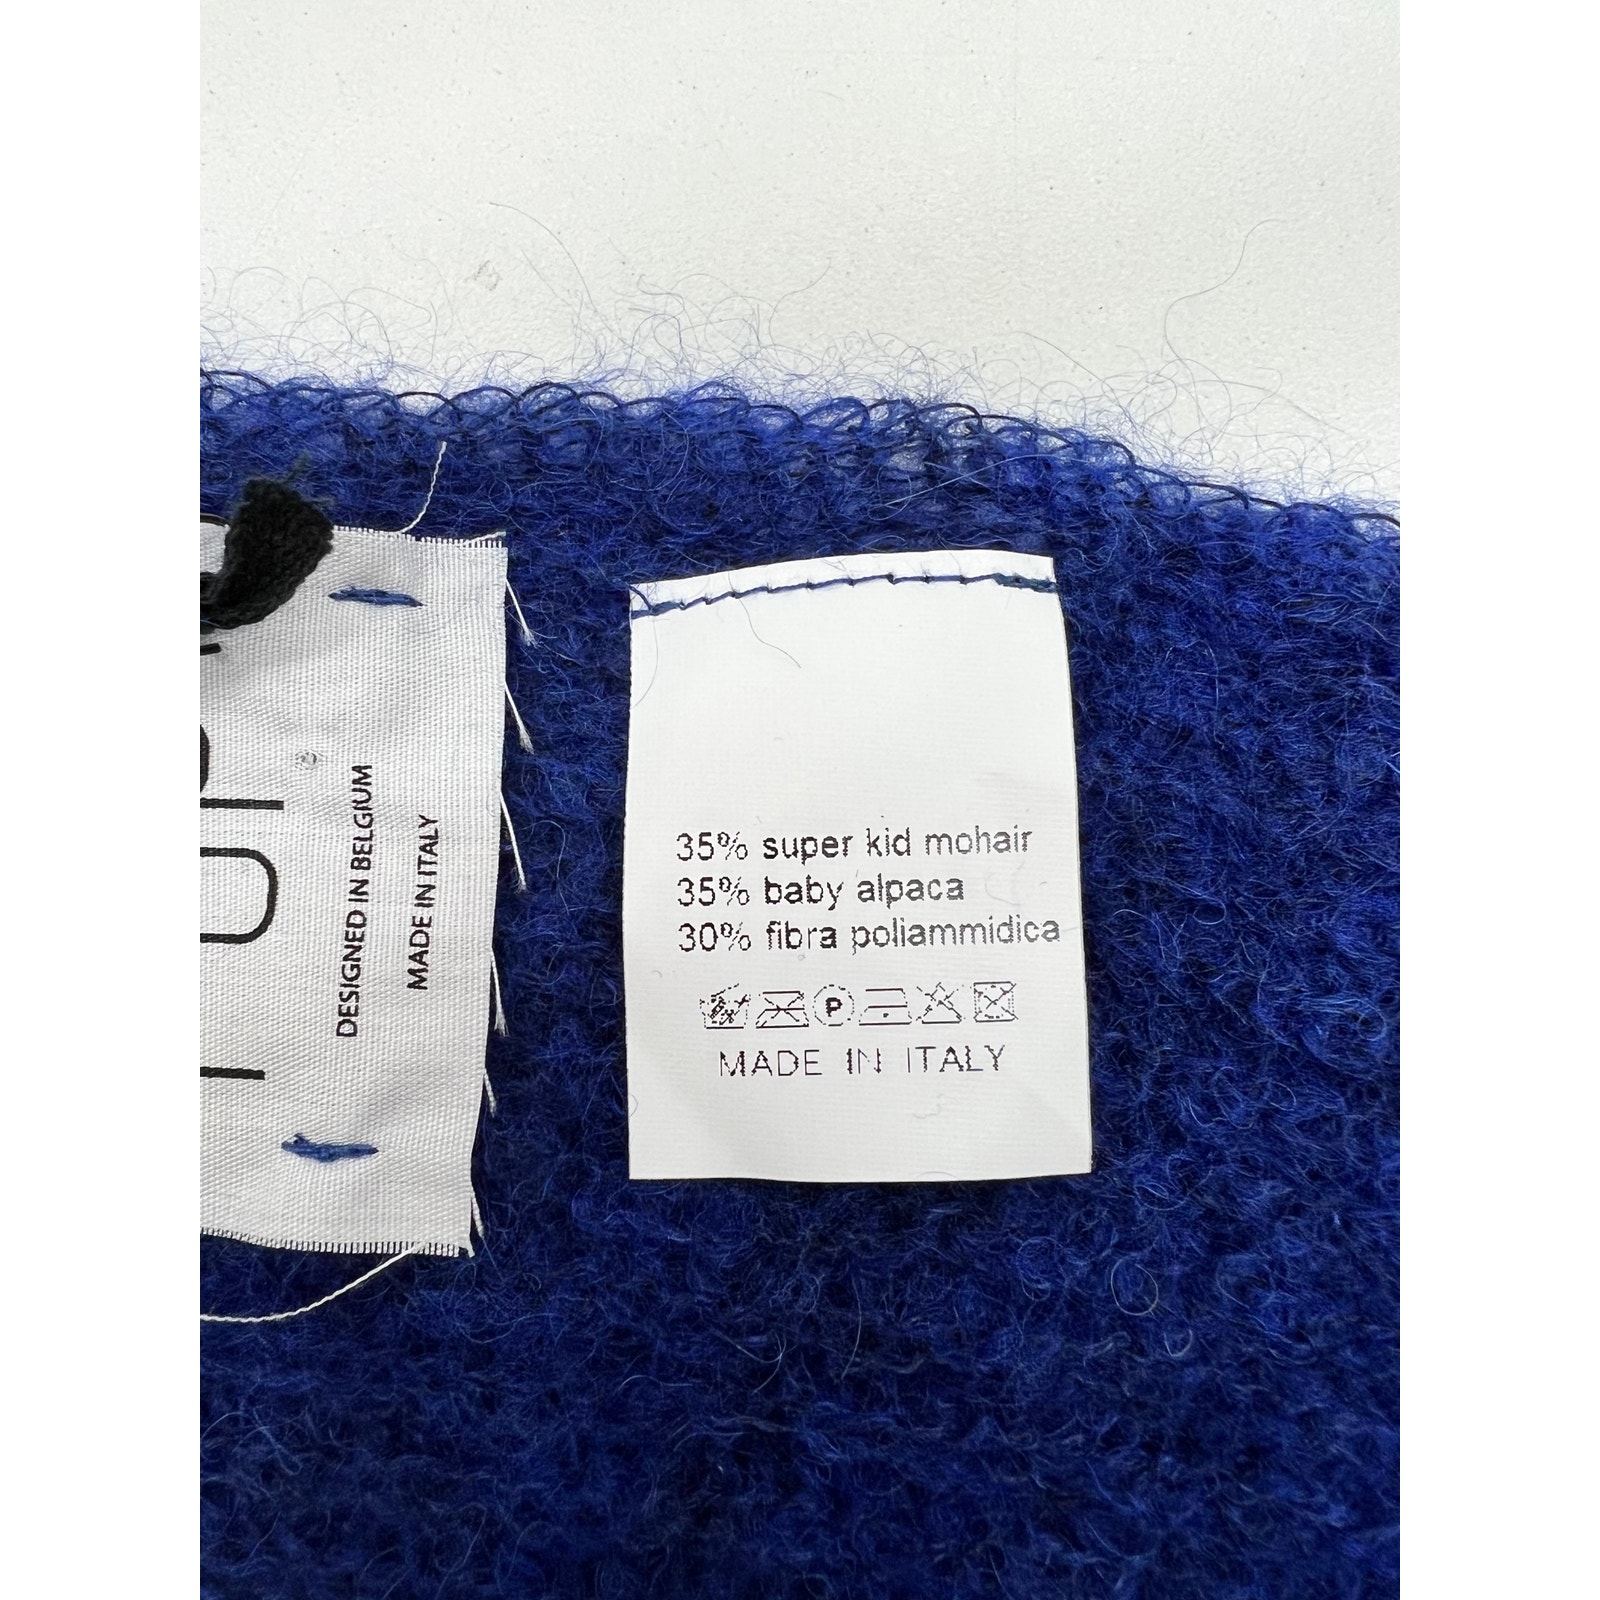 DESIGNED IN BELGIUM
MADE IN ITALY
35% super kid mohair
35% baby alpaca
30% fibra poliammidica
P
MADE IN ITALY